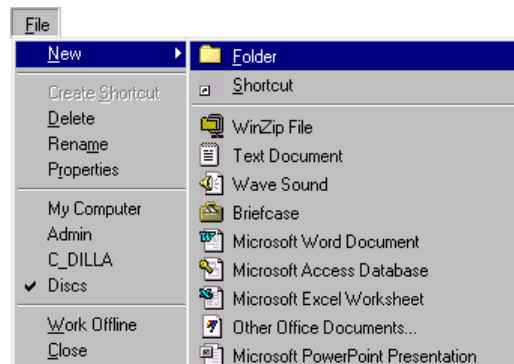 File
New
Create Shortcut
Delete
Rename
Properties
My Computer
Admin
C_DILLA
Discs
Work Offline
Close
Folder
Shortcut
WinZip File
Text Document
Wave Sound
Briefcase
Microsoft Word Document
Microsoft Access Database
Microsoft Excel Worksheet
Other Office Documents...
Microsoft PowerPoint Presentation